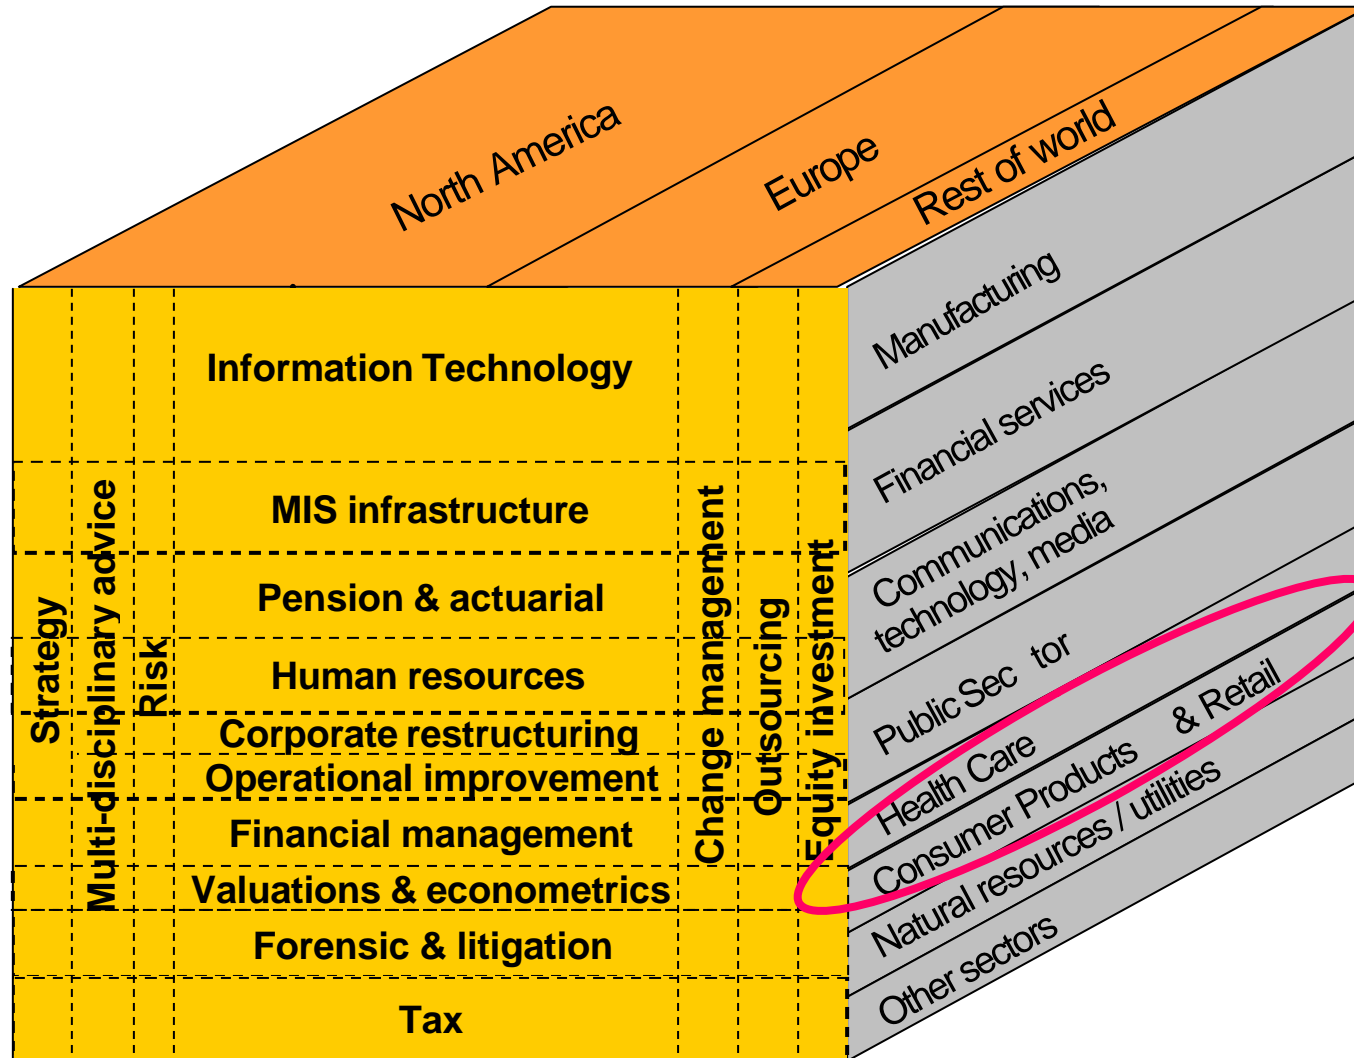 North America
Europe
Rest of world
Information Technology
MIS infrastructure
Pension & actuarial
Human resources
Corporate restructuring
Operational improvement
Financial management
Valuations & econometrics
Forensic & litigation
Tax
Strategy
Multi-disciplinary advice
Risk
Change management
Outsourcing
Equity investment
Manufacturing
Financial services
Communications,
technology, media
Public Sec tor
Health Care
Consumer Products & Retail
Natural resources / utilities
Other sectors